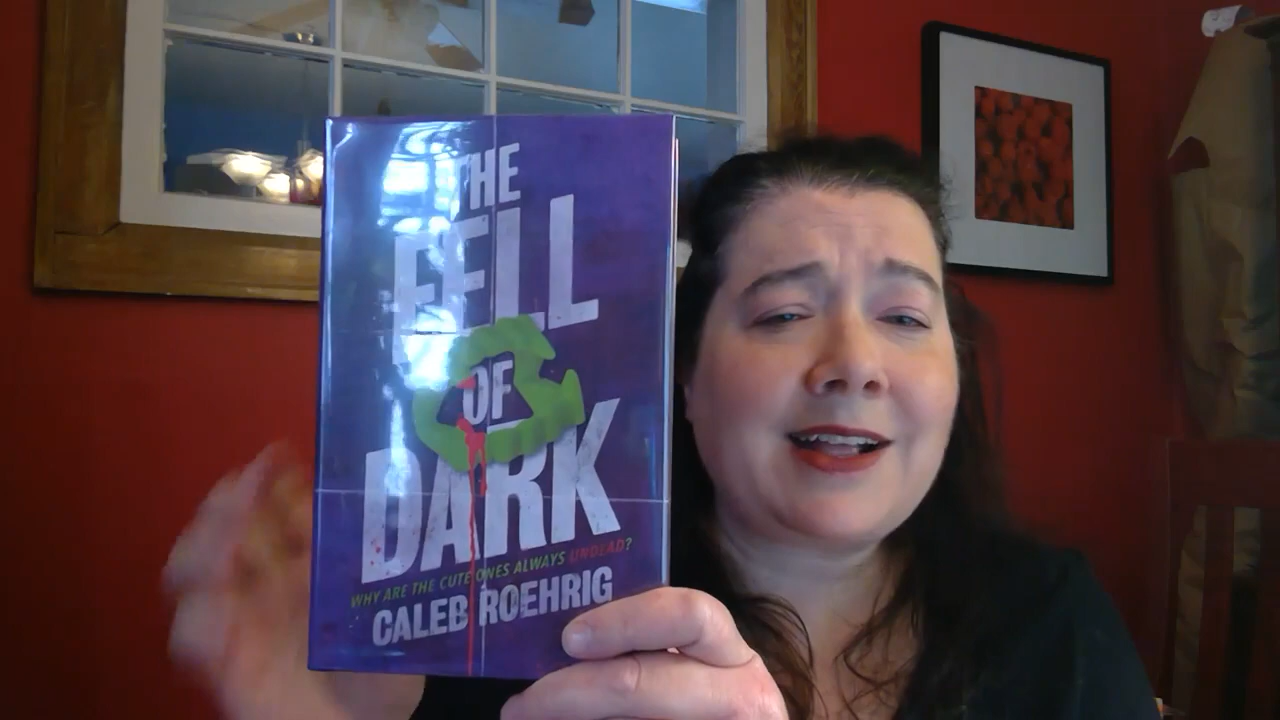 THE
FELL
OF
DARK
WHY ARE THE CUTE ONES ALWAYS UNDEAD?
CALEB ROEHRIG